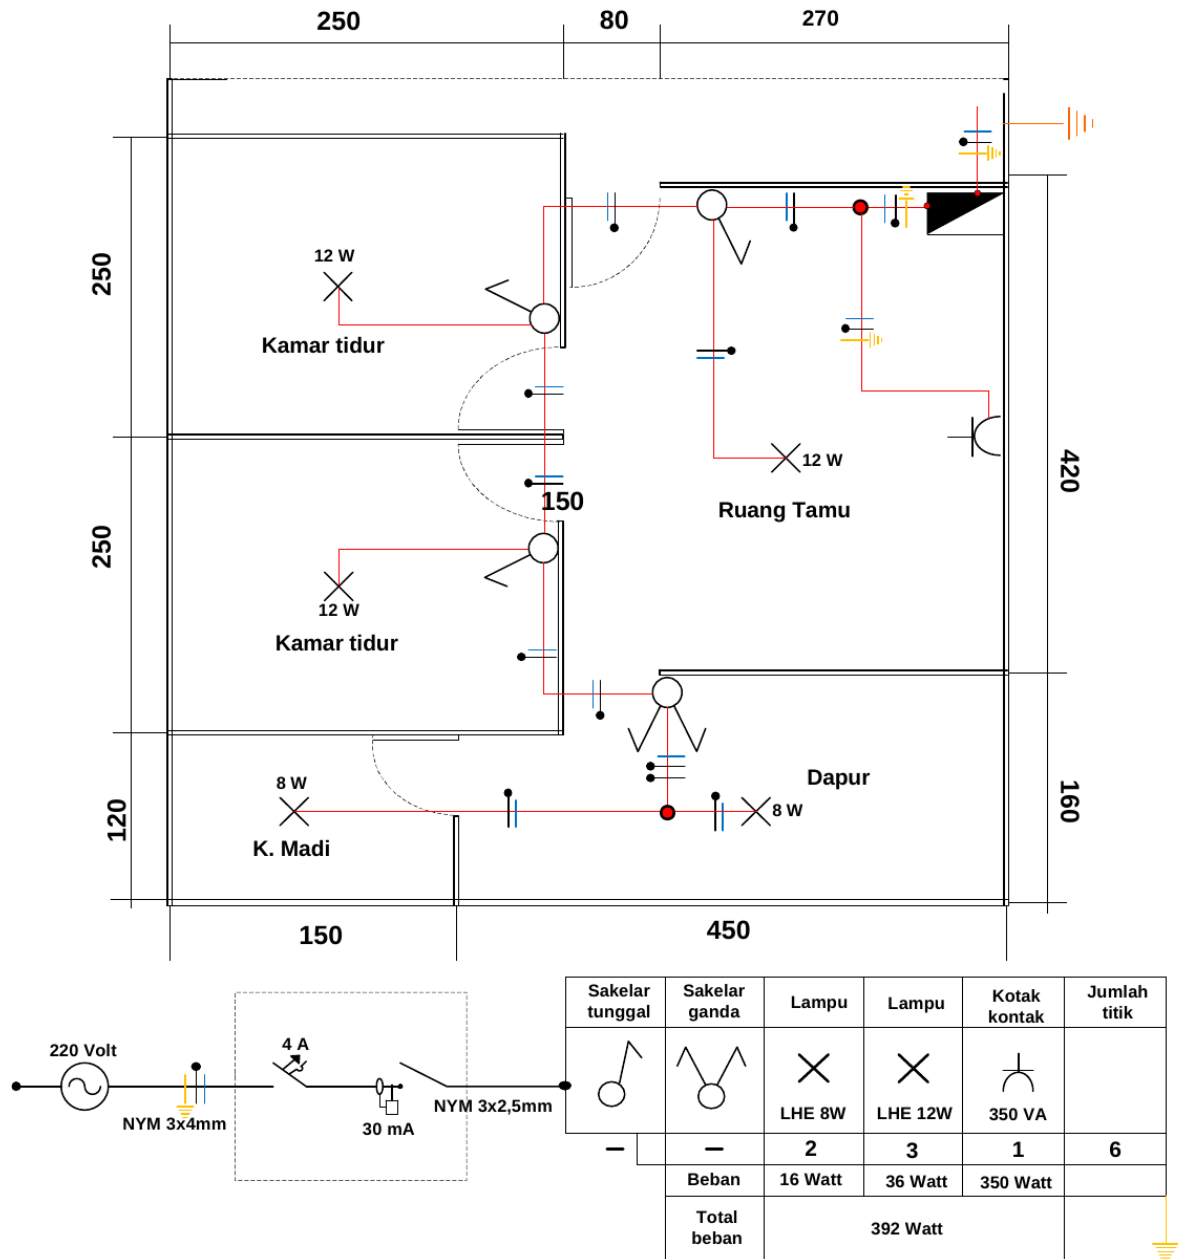 250
80
270
12 W
Kamar tidur
250
12 W
Ruang Tamu
420
150
250
12 W
Kamar tidur
Dapur
8 W
8 W
120
160
K. Madi
150
450
220 Volt
4 A
NYM 3x4mm
30 mA
NYM 3x2,5mm
Sakelar
tunggal
Sakelar
ganda
Lampu
Lampu
Kotak
kontak
Jumlah
titik
LHE 8W
LHE 12W
350 VA
–
–
2
3
1
6
Beban
16 Watt
36 Watt
350 Watt
Total
beban
392 Watt